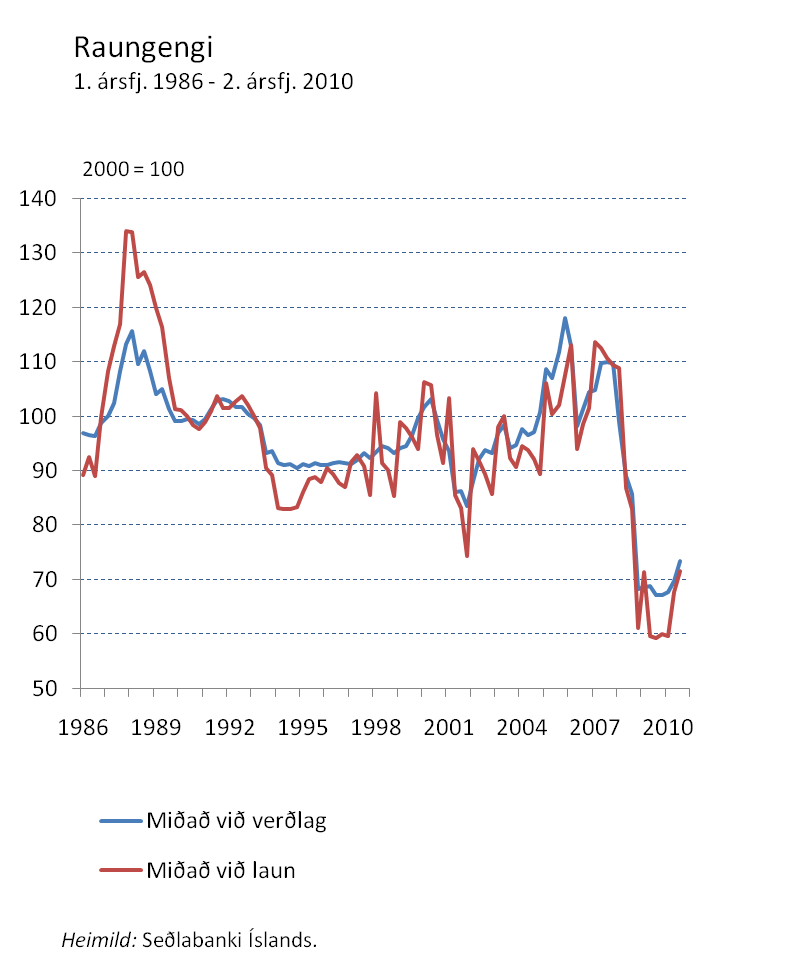 Raungengi
1. ársfj. 1986 - 2. ársfj. 2010
2000 = 100
140
130
120
110
100
90
80
70
60
50
1986 1989 1992 1995 1998 2001 2004 2007 2010
Miðað við verðlag
Miðað við laun
Heimild: Seðlabanki Íslands.